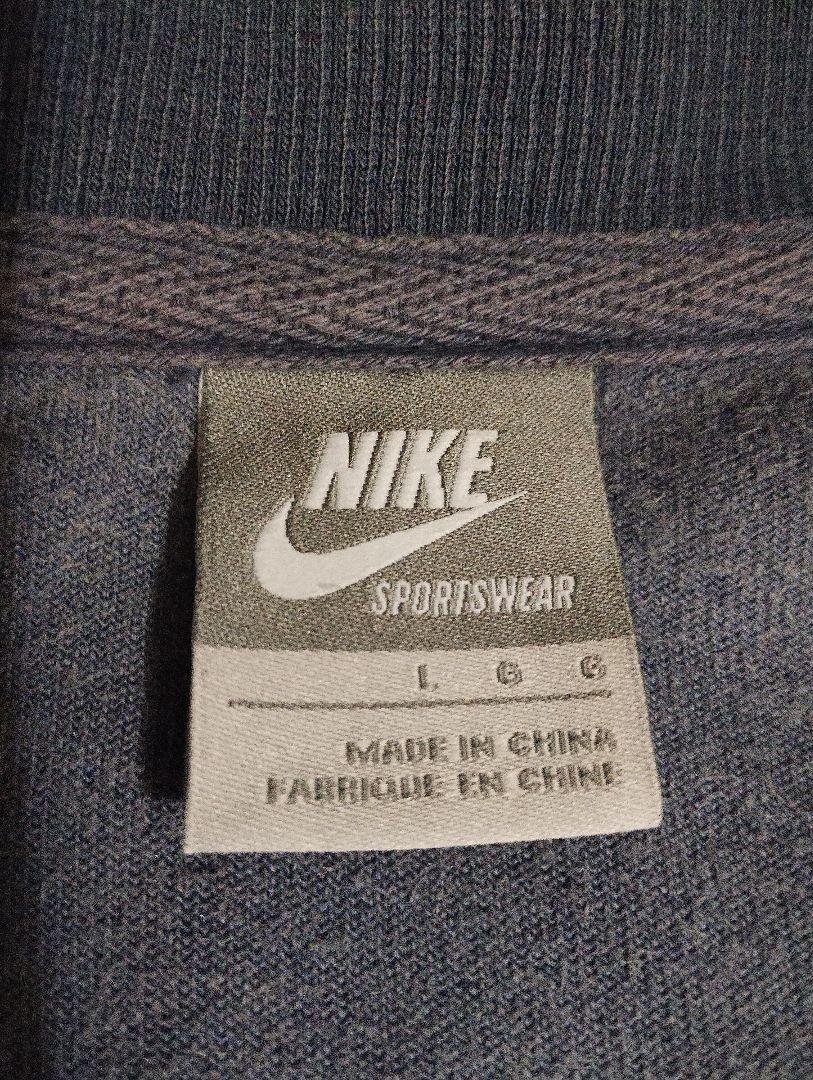 NIKE
SPORTSWEAR
L G G
MADE IN CHINA
FABRIQUE EN CHINE